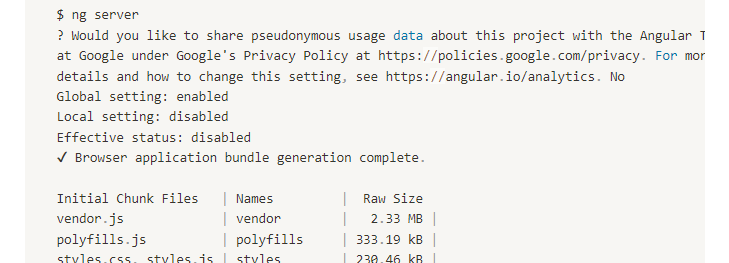 $ ng server
? Would you like to share pseudonymous usage data about this project with the Angular T
at Google under Google's Privacy Policy at https://policies.google.com/privacy. For mor
details and how to change this setting, see https://angular.io/analytics. No
Global setting: enabled
Local setting: disabled
Effective status: disabled
✓ Browser application bundle generation complete.
Initial Chunk Files | Names | Raw Size
vendor.js | vendor | 2.33 MB |
polyfills.js | polyfills | 333.19 kB |
styles.css, styles.js | styles | 230.46 kB |